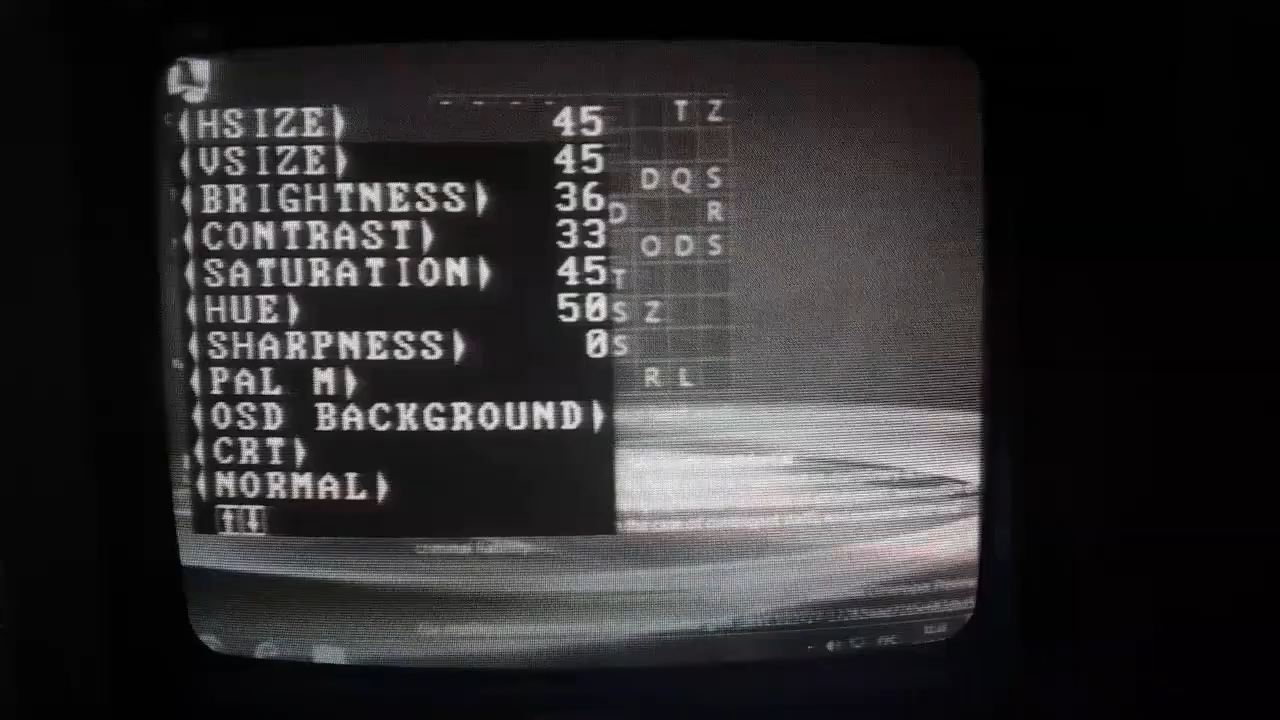 (HSIZE) 45
(VSIZE) 45
(BRIGHTNESS) 36
(CONTRAST) 33
(SATURATION) 45
(HUE) 50
(SHARPNESS) 0
(PAL M)
(OSD BACKGROUND)
(CRT)
(NORMAL)
↑↓
T Z
D Q S
D R
O D S
T
S Z
S
R L